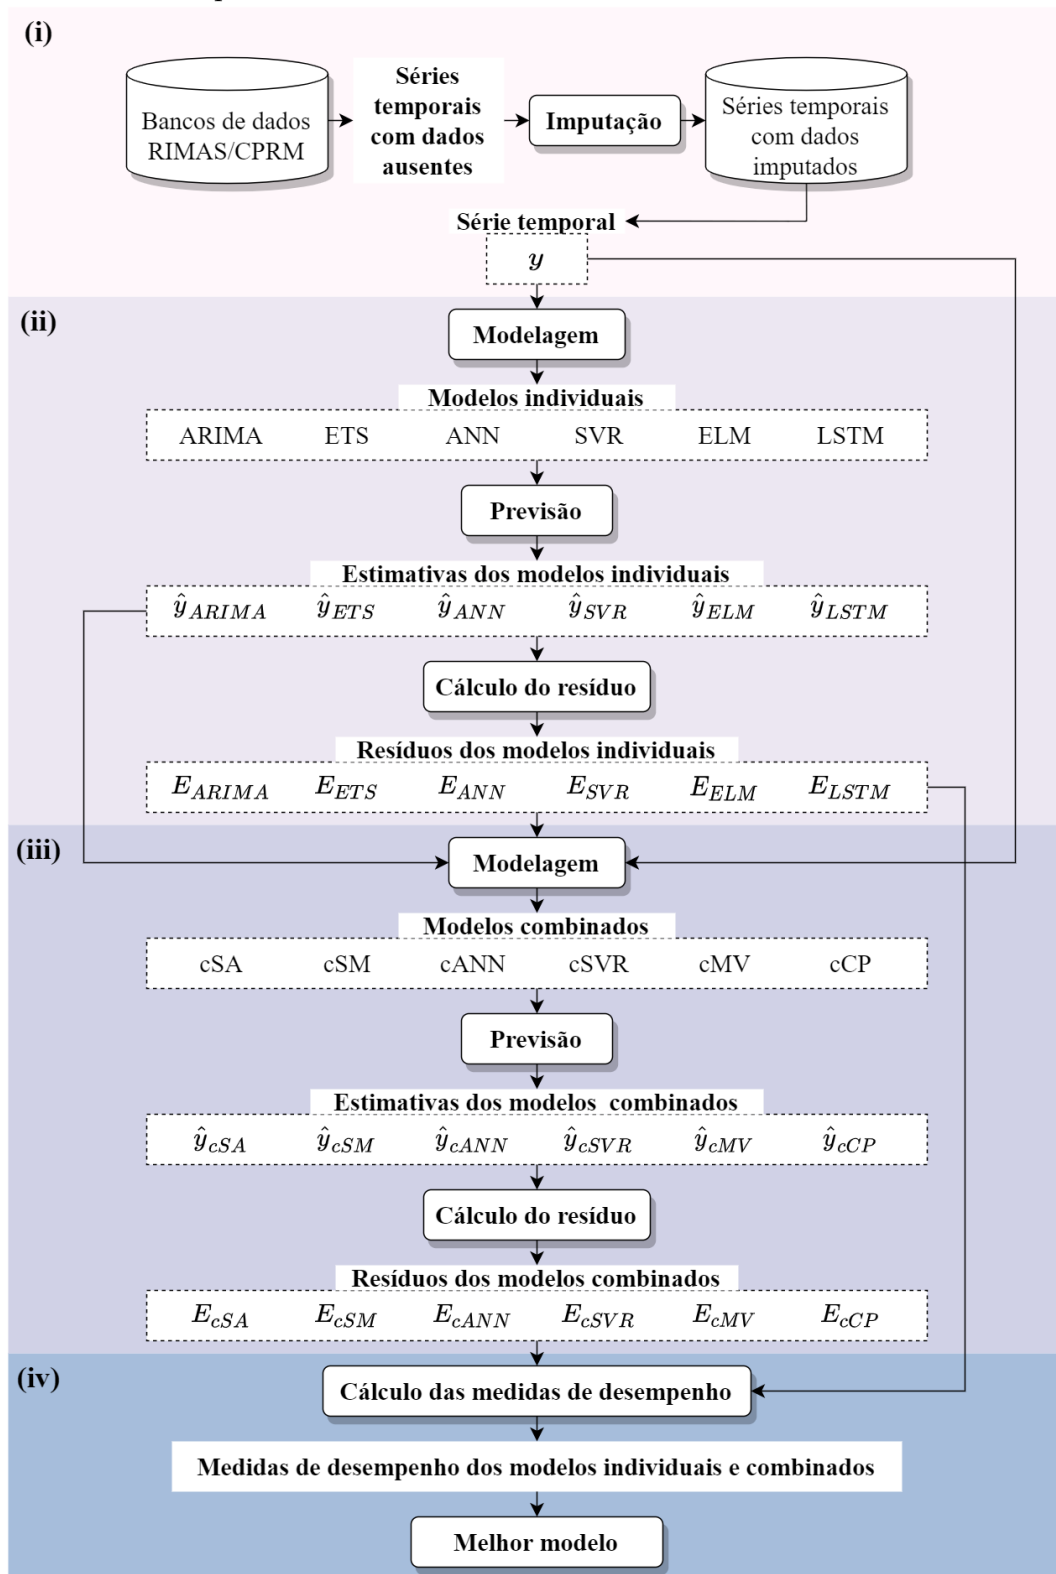 (i)
Bancos de dados
RIMAS/CPRM
Séries
temporais
com dados
ausentes
Imputação
Séries temporais
com dados
imputados
Série temporal
y
(ii)
Modelagem
Modelos individuais
ARIMA ETS ANN SVR ELM LSTM
Previsão
Estimativas dos modelos individuais
ŷ_ARIMA ŷ_ETS ŷ_ANN ŷ_SVR ŷ_ELM ŷ_LSTM
Cálculo do resíduo
Resíduos dos modelos individuais
E_ARIMA E_ETS E_ANN E_SVR E_ELM E_LSTM
(iii)
Modelagem
Modelos combinados
cSA cSM cANN cSVR cMV cCP
Previsão
Estimativas dos modelos combinados
ŷ_cSA ŷ_cSM ŷ_cANN ŷ_cSVR ŷ_cMV ŷ_cCP
Cálculo do resíduo
Resíduos dos modelos combinados
E_cSA E_cSM E_cANN E_cSVR E_cMV E_cCP
(iv)
Cálculo das medidas de desempenho
Medidas de desempenho dos modelos individuais e combinados
Melhor modelo